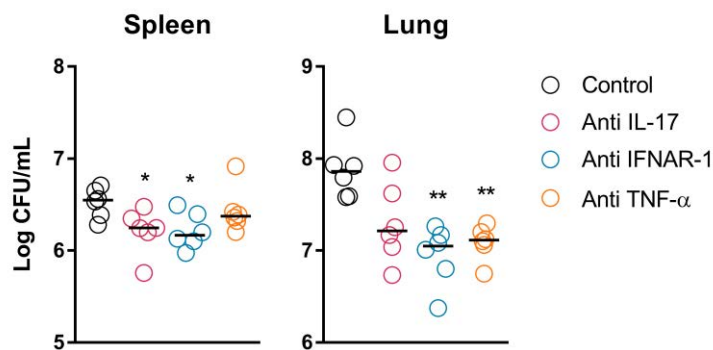 Spleen
Lung
Log CFU/mL
8
7
6
5
* *
9
8
7
6
** **
Control
Anti IL-17
Anti IFNAR-1
Anti TNF-α